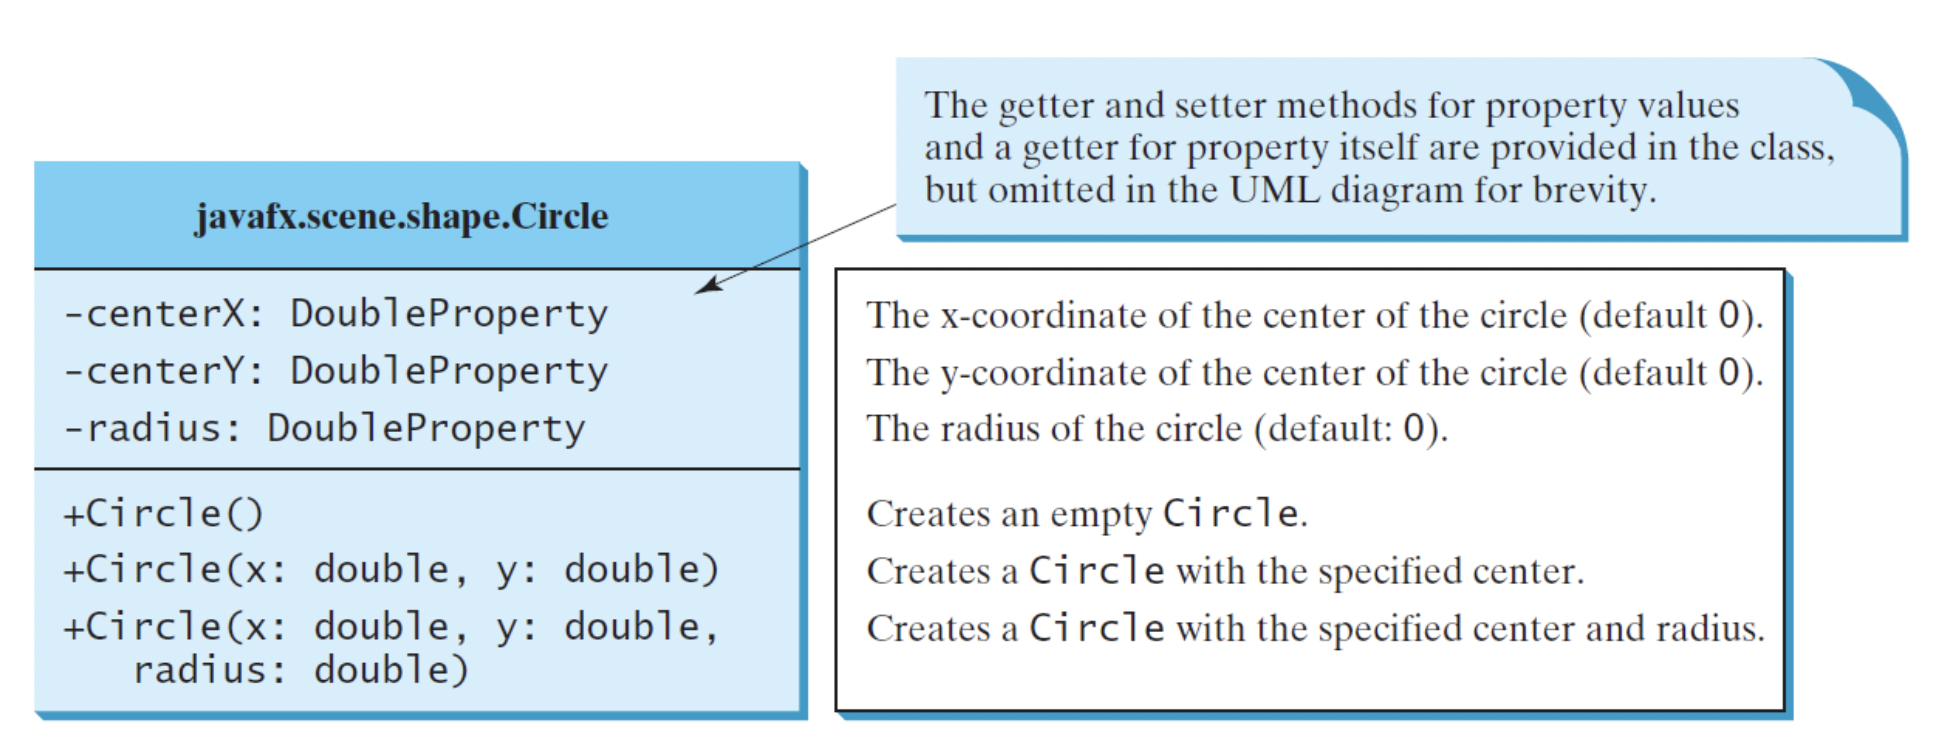 The getter and setter methods for property values
and a getter for property itself are provided in the class,
but omitted in the UML diagram for brevity.
javafx.scene.shape.Circle
-centerX: DoubleProperty
-centerY: DoubleProperty
-radius: DoubleProperty
The x-coordinate of the center of the circle (default 0).
The y-coordinate of the center of the circle (default 0).
The radius of the circle (default: 0).
+Circle()
+Circle(x: double, y: double)
+Circle(x: double, y: double,
radius: double)
Creates an empty Circle.
Creates a Circle with the specified center.
Creates a Circle with the specified center and radius.